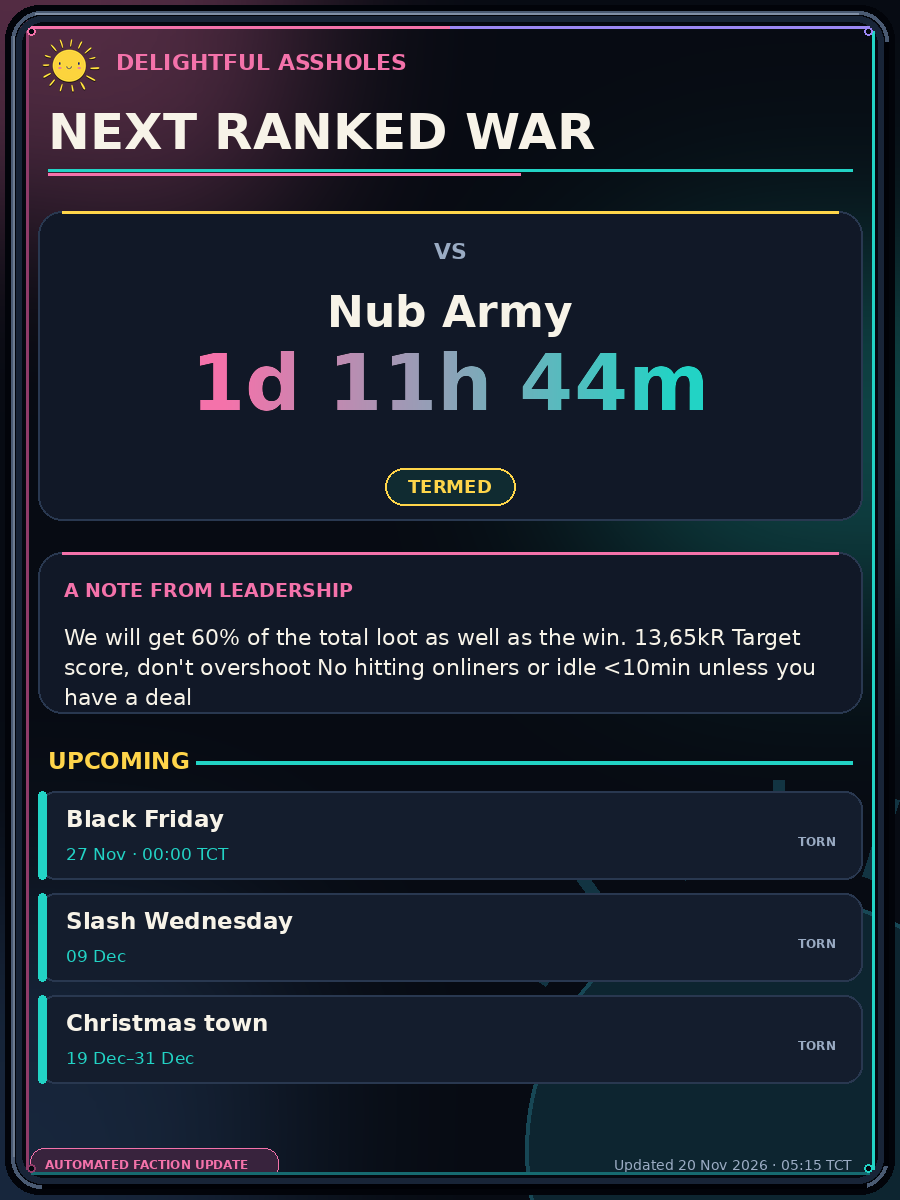 DELIGHTFUL ASSHOLES
NEXT RANKED WAR
VS
Nub Army
1d 11h 44m
TERMED
A NOTE FROM LEADERSHIP
We will get 60% of the total loot as well as the win. 13,65kR Target
score, don't overshoot No hitting onliners or idle <10min unless you
have a deal
UPCOMING
Black Friday
27 Nov · 00:00 TCT
TORN
Slash Wednesday
09 Dec
TORN
Christmas town
19 Dec–31 Dec
TORN
AUTOMATED FACTION UPDATE
Updated 20 Nov 2026 · 05:15 TCT